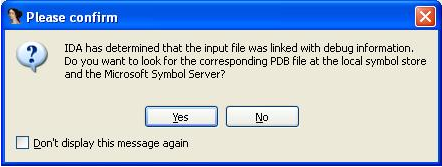 Please confirm
IDA has determined that the input file was linked with debug information.
Do you want to look for the corresponding PDB file at the local symbol store
and the Microsoft Symbol Server?
Yes
No
Don't display this message again